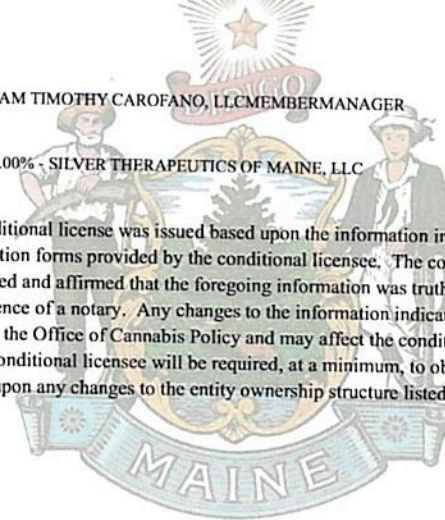 DIRIGO
AM TIMOTHY CAROFANO, LLCMEMBERMANAGER
.00% - SILVER THERAPEUTICS OF MAINE, LLC
ditional license was issued based upon the information in
tion forms provided by the conditional licensee. The co
ed and affirmed that the foregoing information was truth
ence of a notary. Any changes to the information indicat
the Office of Cannabis Policy and may affect the condit
onditional licensee will be required, at a minimum, to ob
upon any changes to the entity ownership structure listed
MAINE